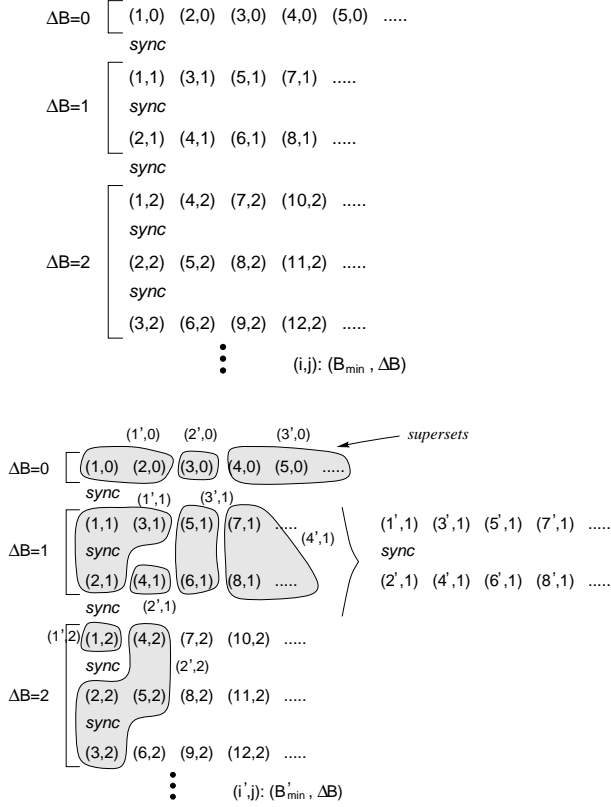 ΔB=0 (1,0) (2,0) (3,0) (4,0) (5,0) .....
sync
(1,1) (3,1) (5,1) (7,1) .....
ΔB=1 sync
(2,1) (4,1) (6,1) (8,1) .....
sync
(1,2) (4,2) (7,2) (10,2) .....
sync
ΔB=2 (2,2) (5,2) (8,2) (11,2) .....
sync
(3,2) (6,2) (9,2) (12,2) .....
(i,j): (Bmin , ΔB)
(1',0) (2',0) (3',0) supersets
ΔB=0 (1,0) (2,0) (3,0) (4,0) (5,0) .....
sync (1',1) (3',1)
(1,1) (3,1) (5,1) (7,1) ..... (1',1) (3',1) (5',1) (7',1) .....
ΔB=1 sync (4',1) sync
(2,1) (4,1) (6,1) (8,1) ..... (2',1) (4',1) (6',1) (8',1) .....
sync (2',1)
(1',2) (1,2) (4,2) (7,2) (10,2) .....
sync (2',2)
ΔB=2 (2,2) (5,2) (8,2) (11,2) .....
sync
(3,2) (6,2) (9,2) (12,2) .....
(i',j): (B'min , ΔB)